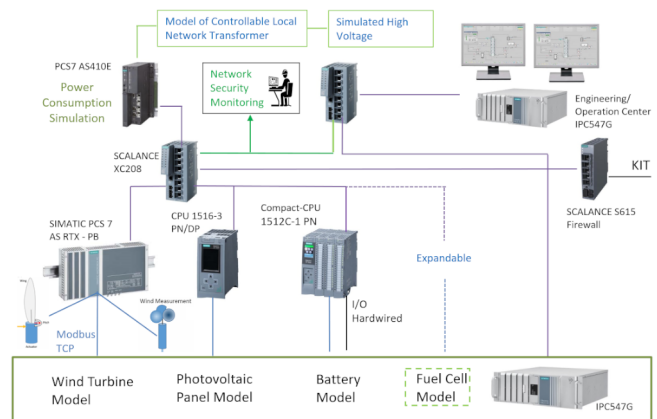 Model of Controllable Local
Network Transformer
Simulated High
Voltage
PCS7 AS410E
Power
Consumption
Simulation
Network
Security
Monitoring
Engineering/
Operation Center
IPC547G
SCALANCE
XC208
KIT
SCALANCE S615
Firewall
SIMATIC PCS 7
AS RTX - PB
CPU 1516-3
PN/DP
Compact-CPU
1512C-1 PN
Expandable
Wind Measurement
I/O
Hardwired
Modbus
TCP
Wind Turbine
Model
Photovoltaic
Panel Model
Battery
Model
Fuel Cell
Model
IPC547G